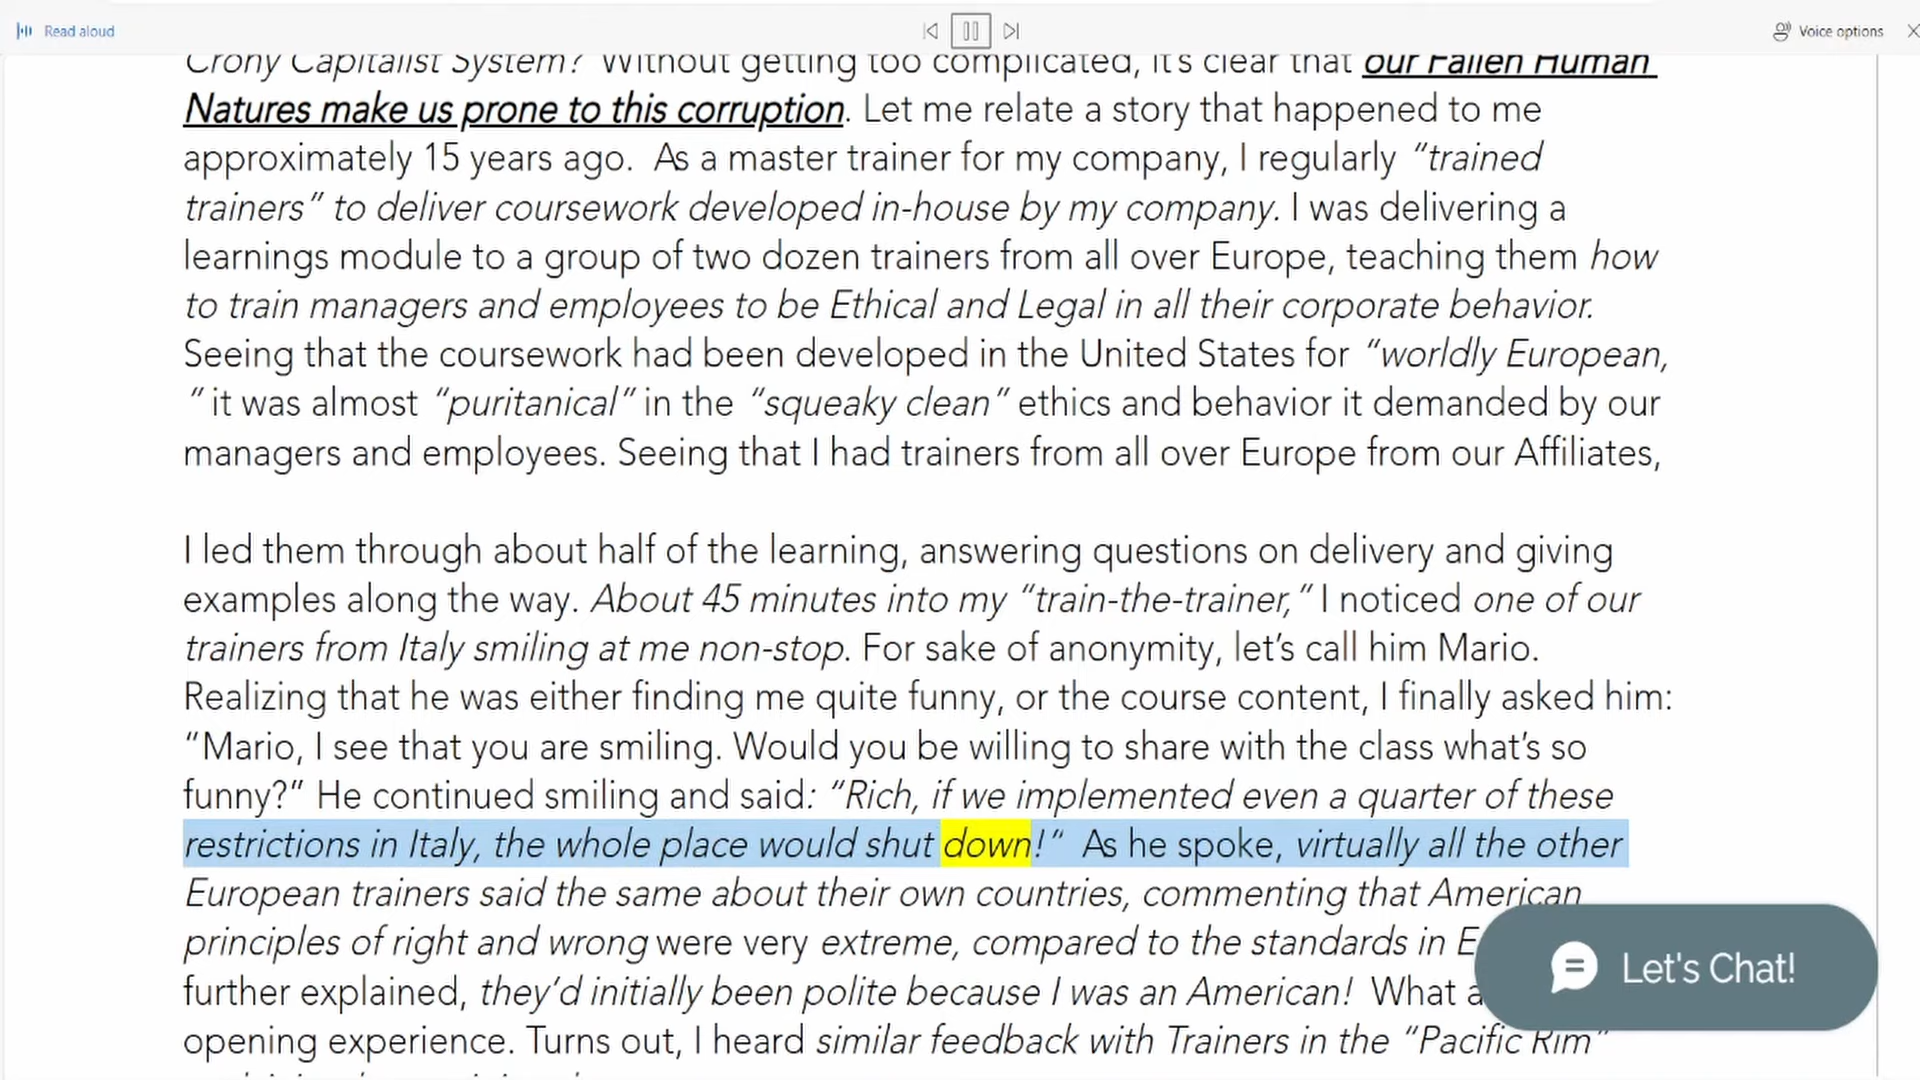 Read aloud
Voice options
Crony Capitalist System? Without getting too complicated, it's clear that our Fallen Human
Natures make us prone to this corruption. Let me relate a story that happened to me
approximately 15 years ago. As a master trainer for my company, I regularly “trained
trainers” to deliver coursework developed in-house by my company. I was delivering a
learnings module to a group of two dozen trainers from all over Europe, teaching them how
to train managers and employees to be Ethical and Legal in all their corporate behavior.
Seeing that the coursework had been developed in the United States for “worldly European,
” it was almost “puritanical” in the “squeaky clean” ethics and behavior it demanded by our
managers and employees. Seeing that I had trainers from all over Europe from our Affiliates,
I led them through about half of the learning, answering questions on delivery and giving
examples along the way. About 45 minutes into my “train-the-trainer,” I noticed one of our
trainers from Italy smiling at me non-stop. For sake of anonymity, let’s call him Mario.
Realizing that he was either finding me quite funny, or the course content, I finally asked him:
“Mario, I see that you are smiling. Would you be willing to share with the class what’s so
funny?” He continued smiling and said: “Rich, if we implemented even a quarter of these
restrictions in Italy, the whole place would shut down!” As he spoke, virtually all the other
European trainers said the same about their own countries, commenting that American
principles of right and wrong were very extreme, compared to the standards in
further explained, they’d initially been polite because I was an American! What
opening experience. Turns out, I heard similar feedback with Trainers in the “Pacific Rim”
Let's Chat!